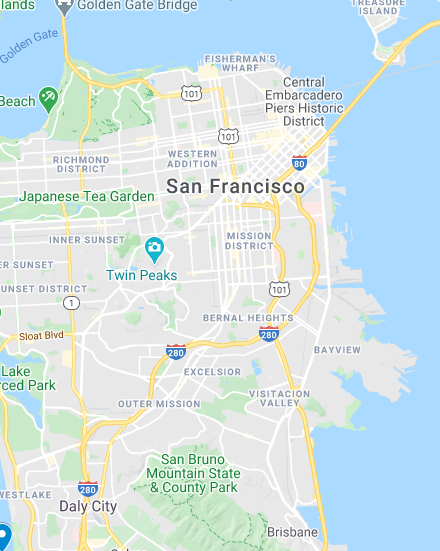 TREASURE
ISLAND
lands
Golden Gate Bridge
Golden Gate
FISHERMAN'S
WHARF
Central
Embarcadero
Piers Historic
District
Beach
101
101
80
RICHMOND
DISTRICT
WESTERN
ADDITION
San Francisco
Japanese Tea Garden
INNER SUNSET
MISSION
DISTRICT
ER SUNSET
Twin Peaks
UNSET DISTRICT
101
1
BERNAL HEIGHTS
Sloat Blvd
280
280
BAYVIEW
Lake
rced Park
EXCELSIOR
OUTER MISSION
VISITACION
VALLEY
San Bruno
Mountain State
& County Park
280
WESTLAKE
Daly City
Brisbane